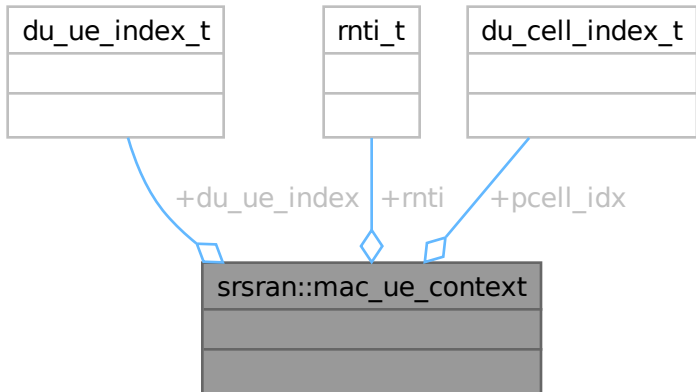 du_ue_index_t
rnti_t
du_cell_index_t
+du_ue_index
+rnti
+pcell_idx
srsran::mac_ue_context